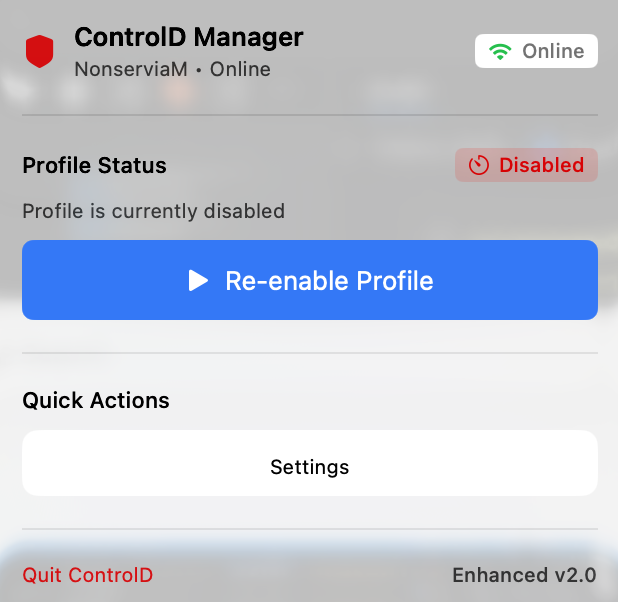 ControlD Manager
NonserviaM • Online
Online
Profile Status
Disabled
Profile is currently disabled
Re-enable Profile
Quick Actions
Settings
Quit ControlD
Enhanced v2.0